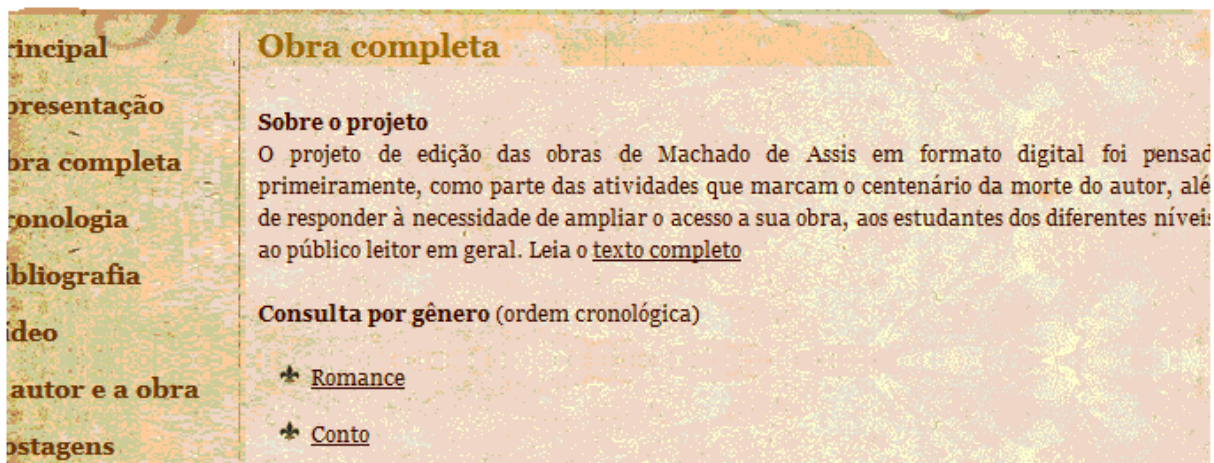 rincipal
presentação
bra completa
ronologia
ibliografia
ídeo
autor e a obra
ostagens
Obra completa
Sobre o projeto
O projeto de edição das obras de Machado de Assis em formato digital foi pensad
primeiramente, como parte das atividades que marcam o centenário da morte do autor, alé
de responder à necessidade de ampliar o acesso a sua obra, aos estudantes dos diferentes níveis
ao público leitor em geral. Leia o texto completo
Consulta por gênero (ordem cronológica)
Romance
Conto